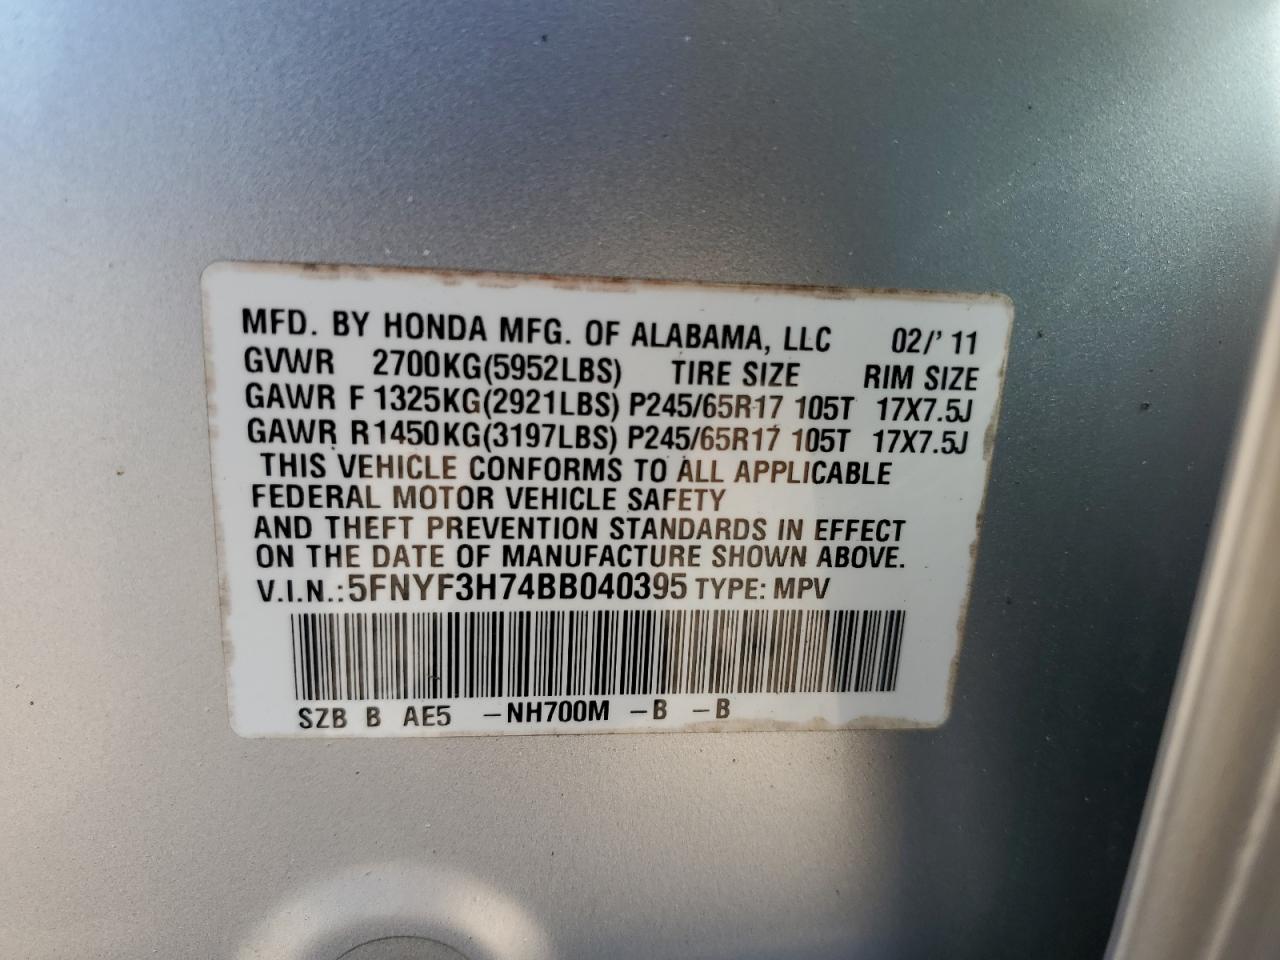 MFD. BY HONDA MFG. OF ALABAMA, LLC 02/'11
GVWR 2700KG(5952LBS) TIRE SIZE RIM SIZE
GAWR F 1325KG(2921LBS) P245/65R17 105T 17X7.5J
GAWR R1450KG(3197LBS) P245/65R17 105T 17X7.5J
THIS VEHICLE CONFORMS TO ALL APPLICABLE
FEDERAL MOTOR VEHICLE SAFETY
AND THEFT PREVENTION STANDARDS IN EFFECT
ON THE DATE OF MANUFACTURE SHOWN ABOVE.
V.I.N.:5FNYF3H74BB040395 TYPE: MPV
SZB B AE5 -NH700M -B -B